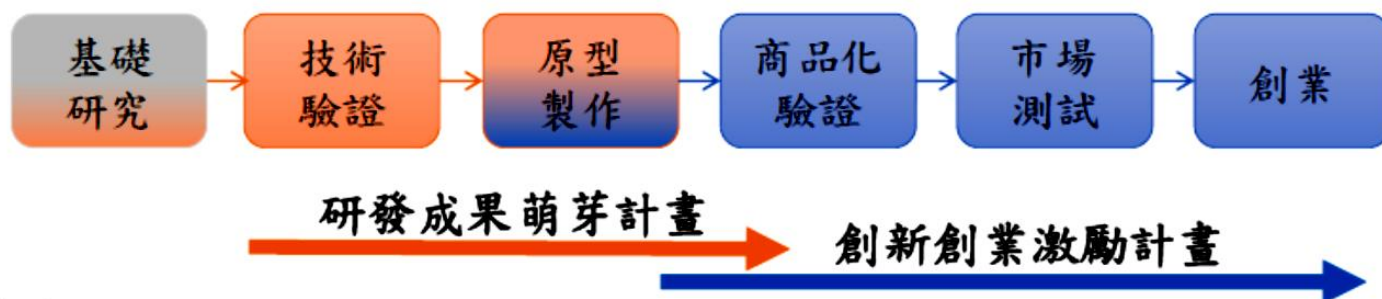 基礎
研究
技術
驗證
原型
製作
商品化
驗證
市場
測試
創業
研發成果萌芽計畫
創新創業激勵計畫